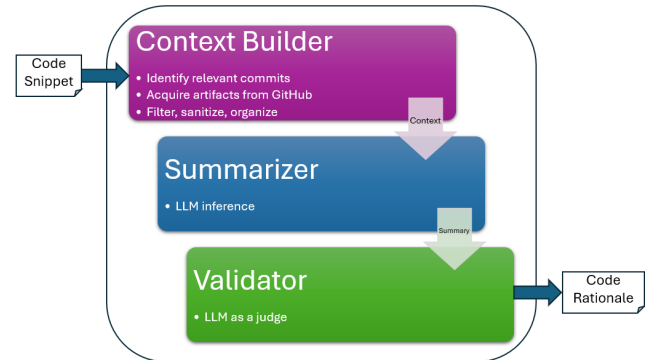 Code
Snippet
Context Builder
• Identify relevant commits
• Acquire artifacts from GitHub
• Filter, sanitize, organize
Context
Summarizer
• LLM inference
Summary
Validator
• LLM as a judge
Code
Rationale